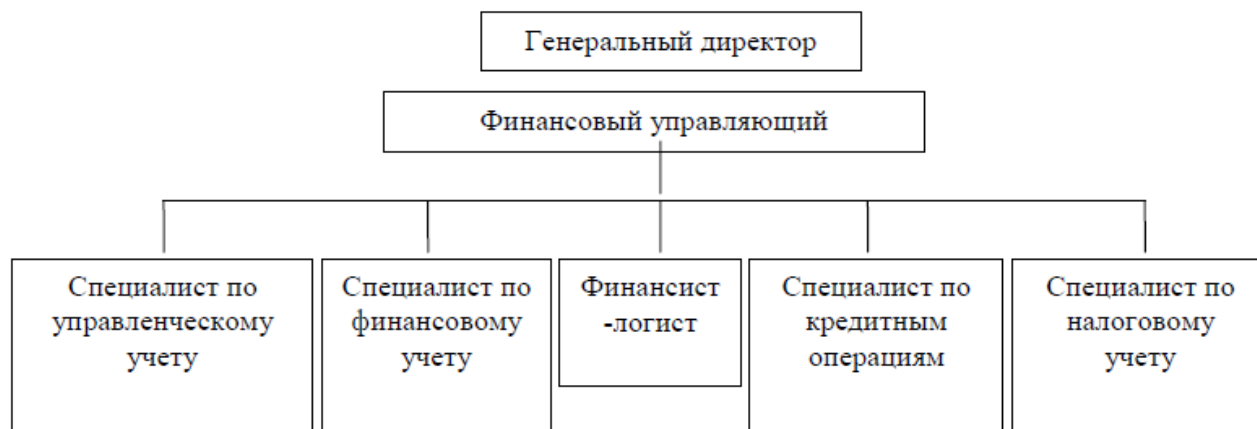 Генеральный директор
Финансовый управляющий
Специалист по
управленческому
учету
Специалист по
финансовому
учету
Финансист
-логист
Специалист по
кредитным
операциям
Специалист по
налоговому
учету